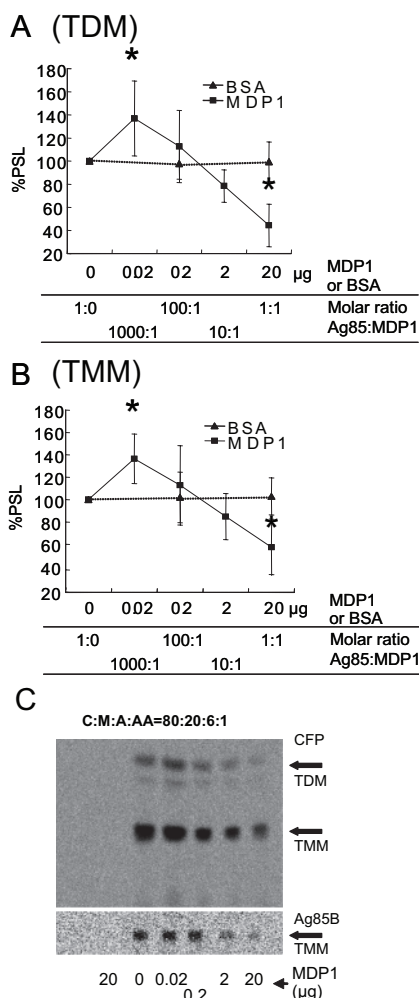 A (TDM)
*
180
160
140
120
100
80
60
40
20
%PSL
BSA
MDP1
*
0 0.02 0.2 2 20 µg MDP1
or BSA
1:0 100:1 1:1 Molar ratio
1000:1 10:1 Ag85:MDP1
B (TMM)
*
180
160
140
120
100
80
60
40
20
%PSL
BSA
MDP1
*
0 0.02 0.2 2 20 µg MDP1
or BSA
1:0 100:1 1:1 Molar ratio
1000:1 10:1 Ag85:MDP1
C
C:M:A:AA=80:20:6:1
CFP
TDM
TMM
Ag85B
TMM
20 0 0.02 2 20 MDP1
0.2 (µg)